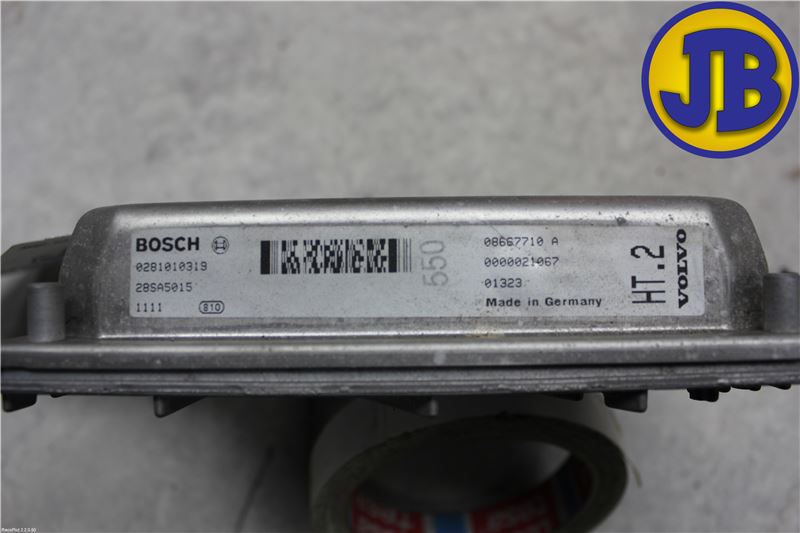 JB
BOSCH
0281010319
28SA5015
1111 810
550
08667710 A
0000021067
01323
Made in Germany
HT.2
VOLVO